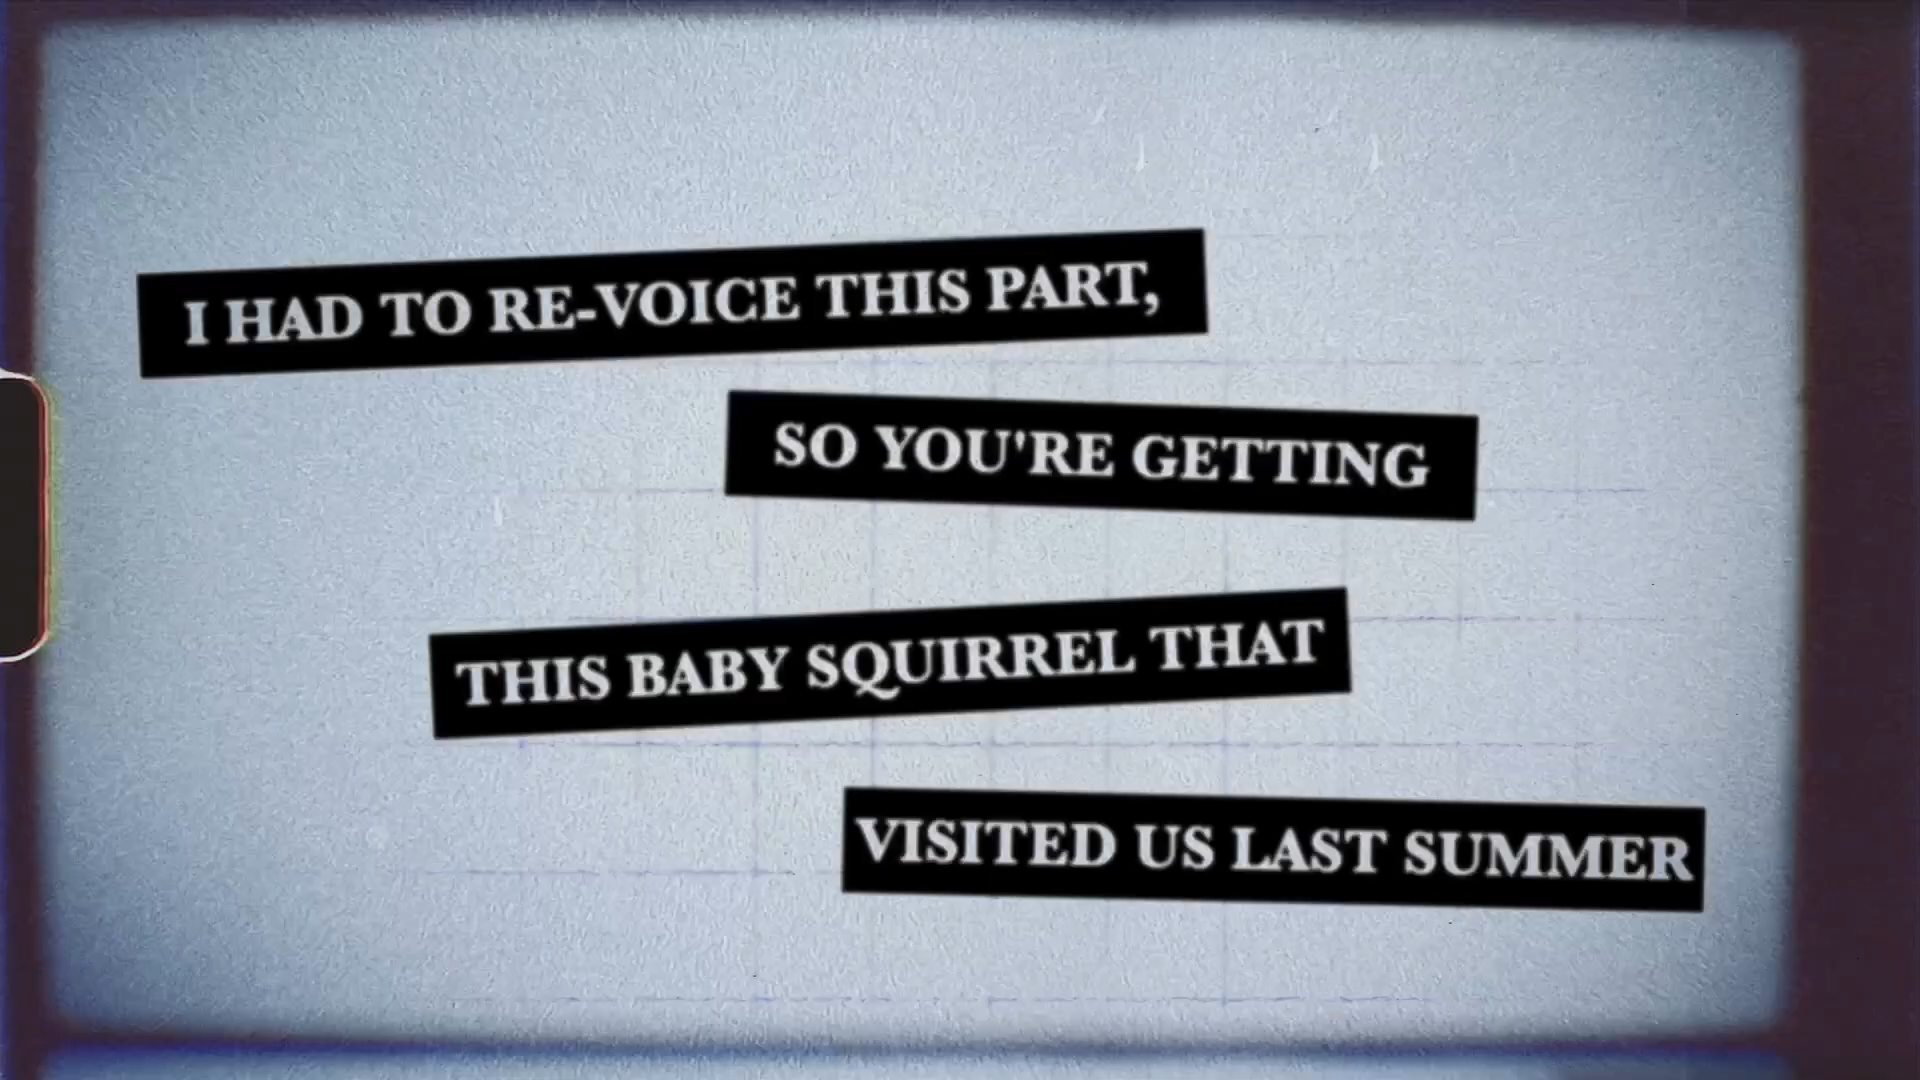 I HAD TO RE-VOICE THIS PART,
SO YOU'RE GETTING
THIS BABY SQUIRREL THAT
VISITED US LAST SUMMER